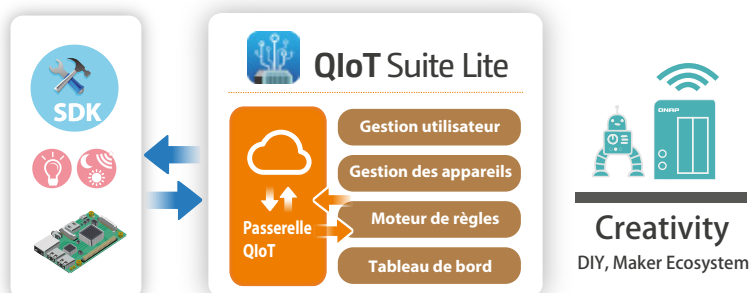 SDK
QIoT Suite Lite
Passerelle
QIoT
Gestion utilisateur
Gestion des appareils
Moteur de règles
Tableau de bord
QNAP
Creativity
DIY, Maker Ecosystem